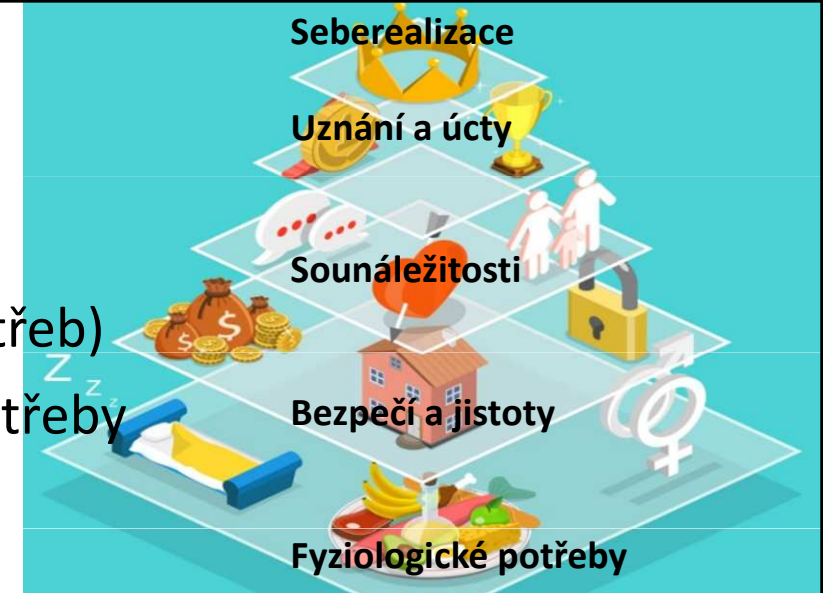 Seberealizace
Uznání a úcty
Sounáležitosti
třeb)
Z z z
třeby
Bezpečí a jistoty
Fyziologické potřeby